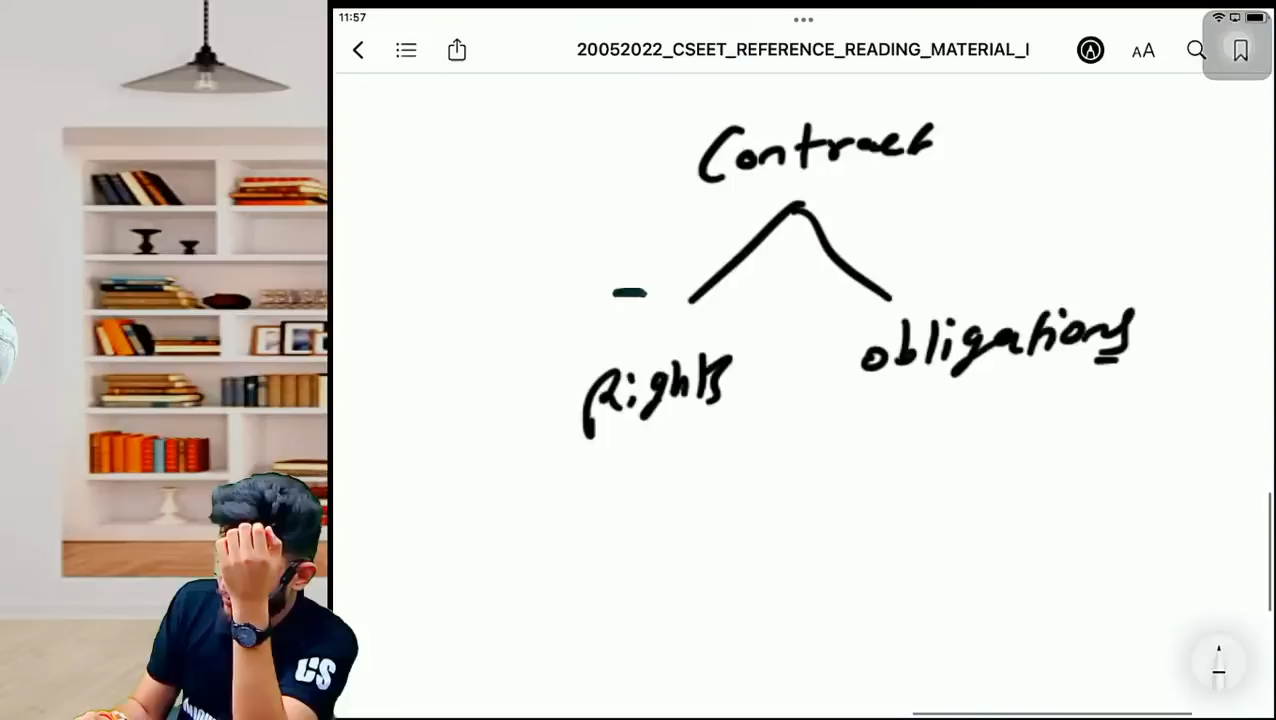 11:57
20052022_CSEET_REFERENCE_READING_MATERIAL_I
AA
Contract
Rights
obligations
CS